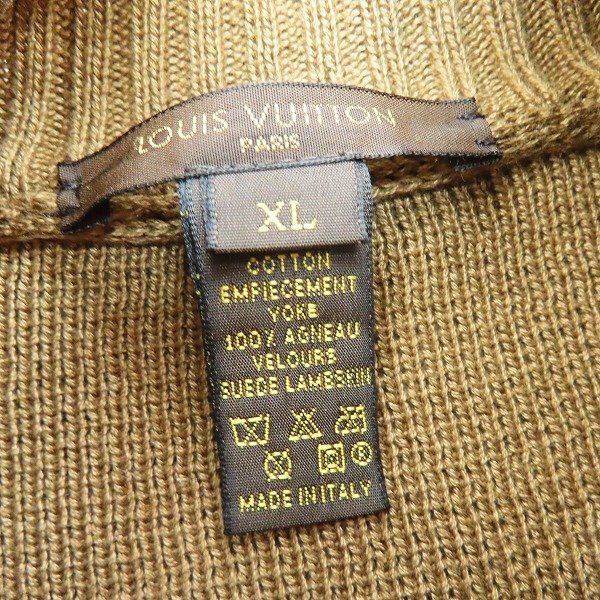 LOUIS VUITTON
PARIS
XL
COTTON
EMPIECEMENT
YOKE
100% AGNEAU
VELOURS
SUEDE LAMBSKIN
MADE IN ITALY